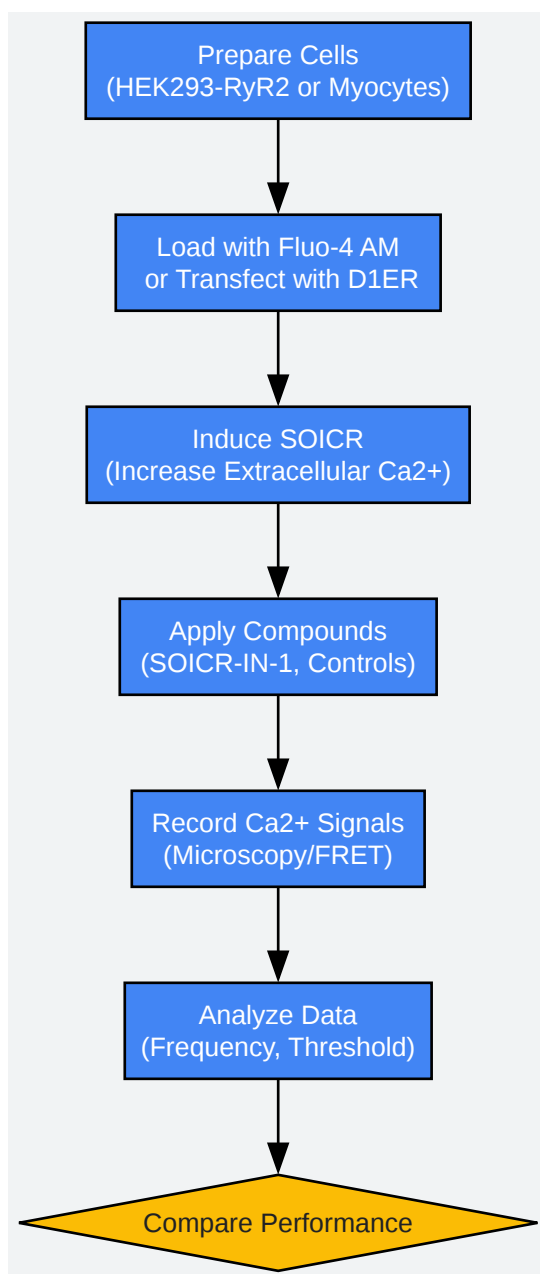 Prepare Cells
(HEK293-RyR2 or Myocytes)
Load with Fluo-4 AM
or Transfect with D1ER
Induce SOICR
(Increase Extracellular Ca2+)
Apply Compounds
(SOICR-IN-1, Controls)
Record Ca2+ Signals
(Microscopy/FRET)
Analyze Data
(Frequency, Threshold)
Compare Performance